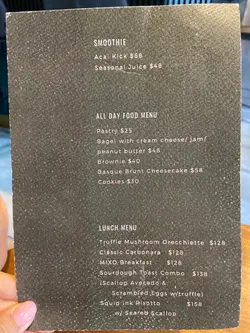 SMOOTHIE
Acai Kick $66
Seasonal Juice $48
ALL DAY FOOD MENU
Pastry $25
Bagel with cream cheese/ jam/
peanut butter $48
Brownie $40
Basque Brunt Cheesecake $56
Cookies $30
LUNCH MENU
Truffle Mushroom Orecchiette $128
Classic Carbonara $128
MIXO Breakfast $128
Sourdough Toast Combo $138
(Scallop Avocado &
Scrambled Eggs w/truffle)
Squid Ink Risotto $158
w/ Seared Scallop